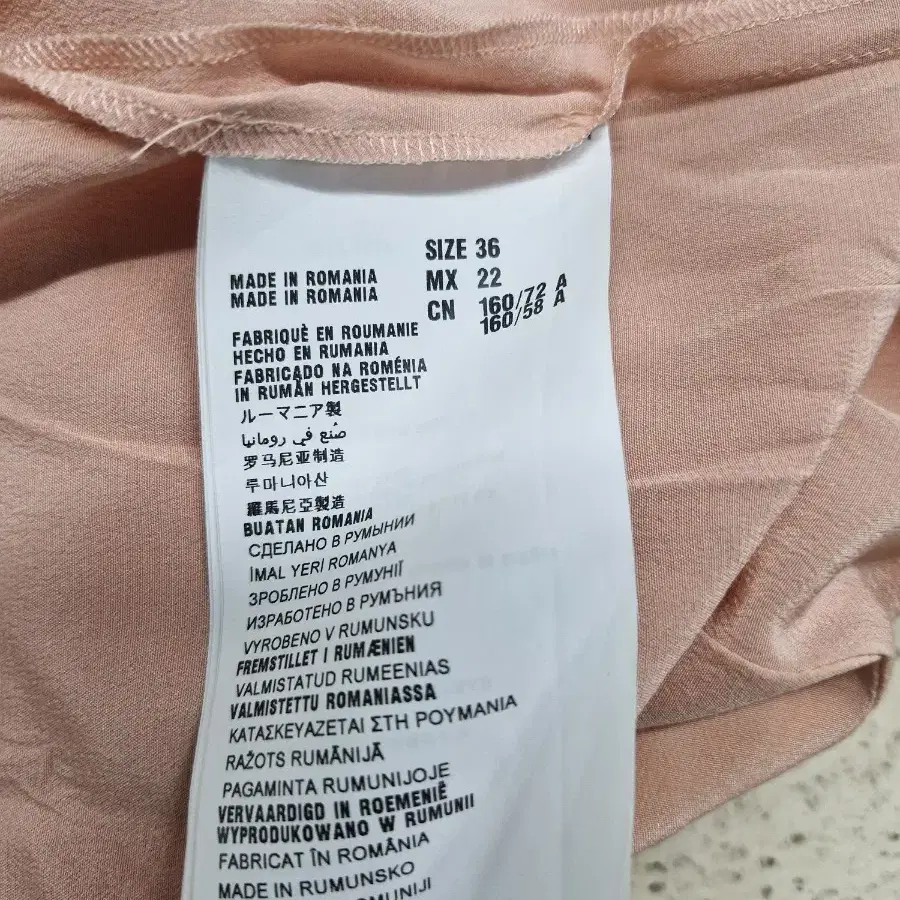 SIZE 36
MX 22
CN 160/72 A
160/58 A
MADE IN ROMANIA
MADE IN ROMANIA
FABRIQUÈ EN ROUMANIE
HECHO EN RUMANIA
FABRICADO NA ROMÉNIA
IN RUMÄN HERGESTELLT
ルーマニア製
صُنع في رومانيا
罗马尼亚制造
루마니아산
羅馬尼亞製造
BUATAN ROMANIA
СДЕЛАНО В РУМЫНИИ
İMAL YERİ ROMANYA
ЗРОБЛЕНО В РУМУНІЇ
ИЗРАБОТЕНО В РУМЪНИЯ
VYROBENO V RUMUNSKU
FREMSTILLET I RUMÆNIEN
VALMISTATUD RUMEENIAS
VALMISTETTU ROMANIASSA
ΚΑΤΑΣΚΕΥΑΖΕΤΑΙ ΣΤΗ ΡΟΥΜΑΝΙΑ
RAŽOTS RUMĀNIJĀ
PAGAMINTA RUMUNIJOJE
VERVAARDIGD IN ROEMENIË
WYPRODUKOWANO W RUMUNII
FABRICAT ÎN ROMÂNIA
MADE IN RUMUNSKO